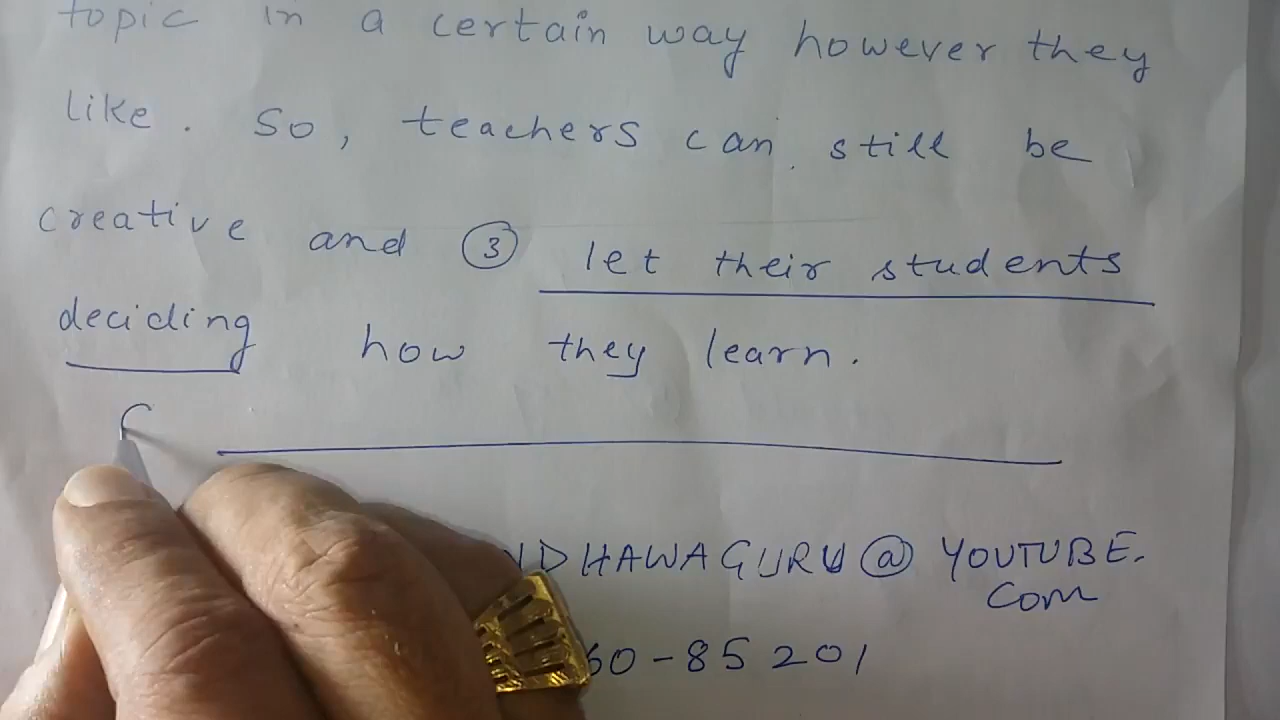 topic in a certain way however they
like. So, teachers can still be
creative and ③ let their students
deciding how they learn.
NDHAWAGURU@YOUTUBE.
com
60-85201